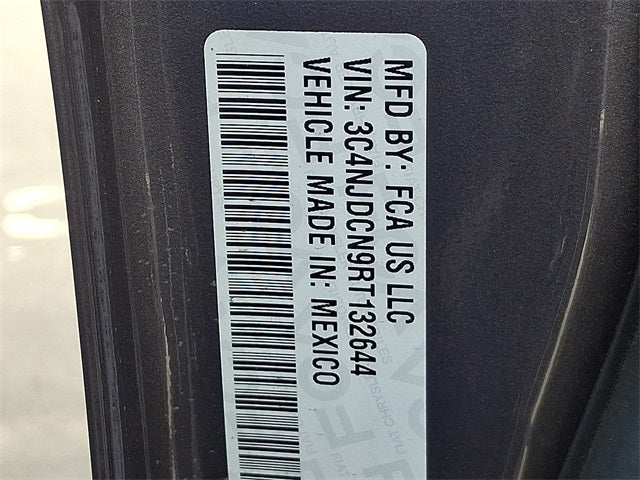 MFD BY: FCA US LLC
VIN: 3C4NJDCN9RT132644
VEHICLE MADE IN: MEXICO